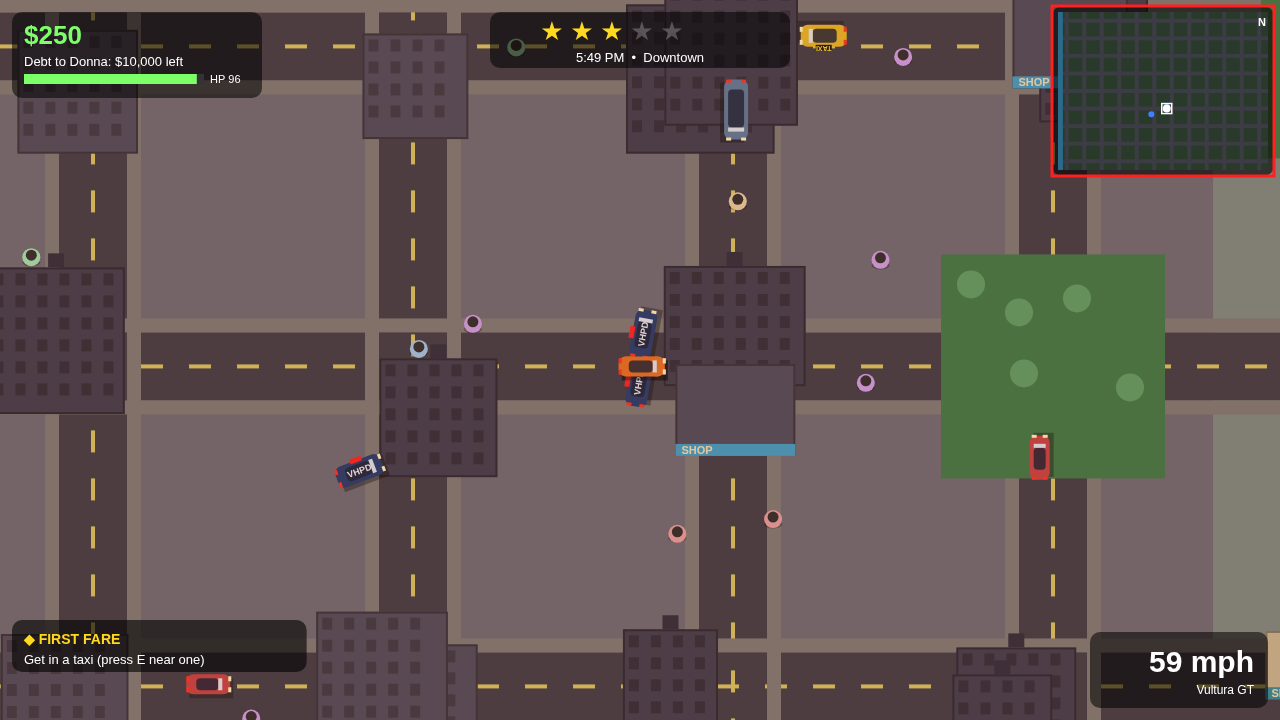 $250
Debt to Donna: $10,000 left
HP 96
★★★★★
5:49 PM • Downtown
TAXI
N
SHOP
VHPD
VHP
SHOP
VHPD
◆ FIRST FARE
Get in a taxi (press E near one)
59 mph
Vultura GT
S